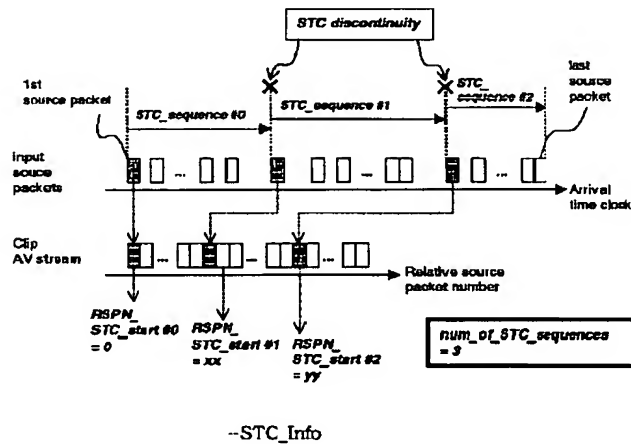 STC discontinuity
1st
source packet
last
source
packet
STC_sequence #0
STC_sequence #1
STC_
sequence #2
input
souce
packets
...
...
...
Arrival
time clock
Clip
AV stream
...
...
...
Relative source
packet number
RSPN_
STC_start #0
= 0
RSPN_
STC_start #1
= xx
RSPN_
STC_start #2
= yy
num_of_STC_sequences
= 3
--STC_Info